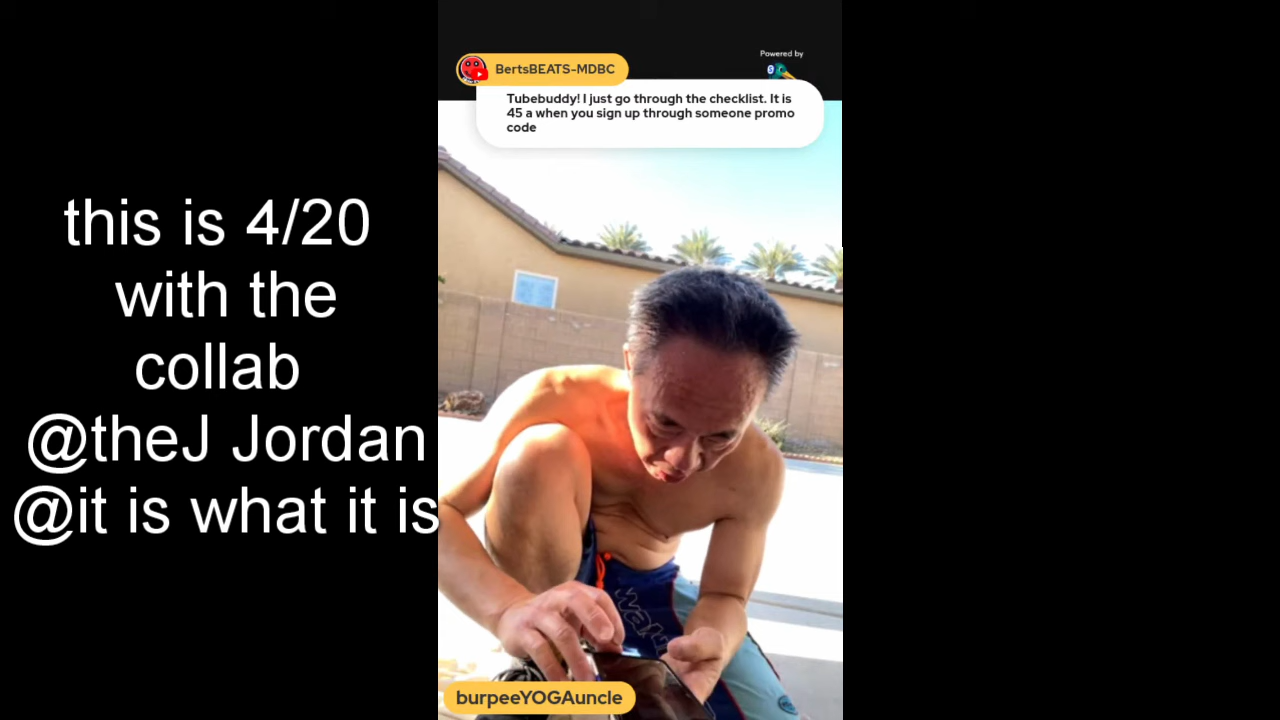 Powered by
BertsBEATS-MDBC
Tubebuddy! I just go through the checklist. It is
45 a when you sign up through someone promo
code
this is 4/20
with the
collab
@theJ Jordan
@it is what it is
burpeeYOGAuncle